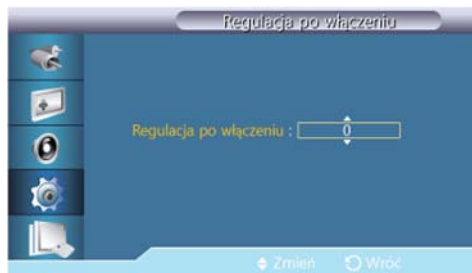 Regulacja po włączeniu
Regulacja po włączeniu : 0
Zmień Wróć